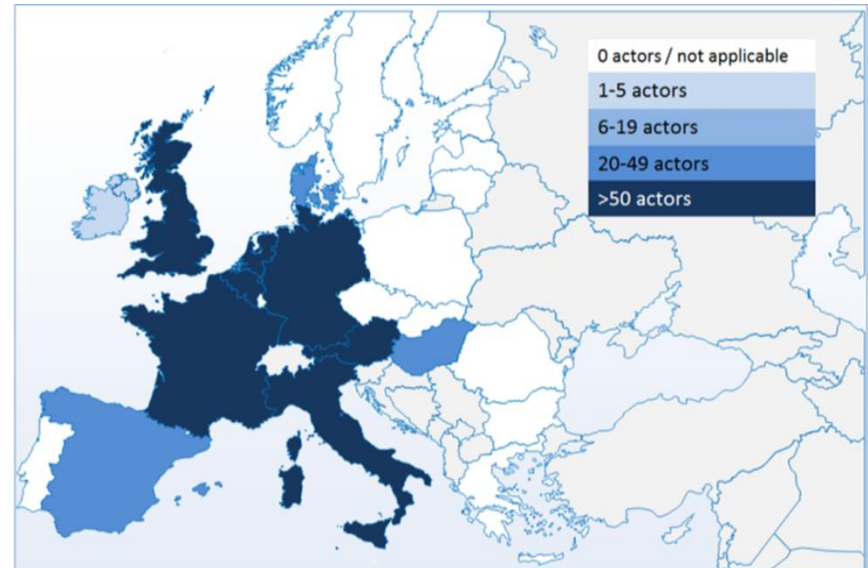 0 actors / not applicable
1-5 actors
6-19 actors
20-49 actors
>50 actors